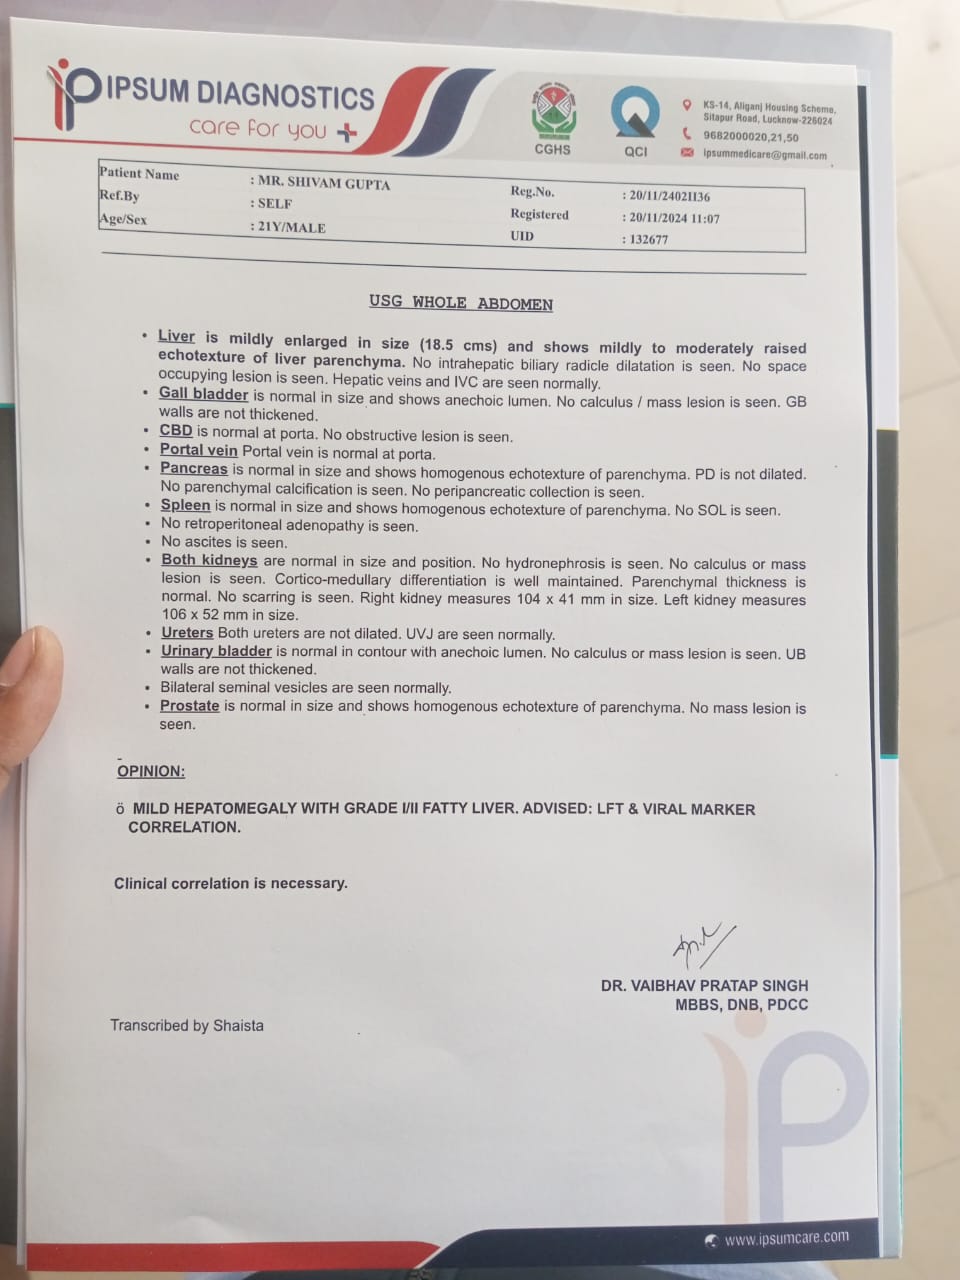 IPSUM DIAGNOSTICS
care for you
CGHS
QCI
KS-14, Aliganj Housing Scheme,
Sitapur Road, Lucknow-226024
9682000020,21,50
ipsummedicare@gmail.com
Patient Name : MR. SHIVAM GUPTA Reg.No. : 20/11/2402II36
Ref.By : SELF Registered : 20/11/2024 11:07
Age/Sex : 21Y/MALE UID : 132677
USG WHOLE ABDOMEN
• Liver is mildly enlarged in size (18.5 cms) and shows mildly to moderately raised
echotexture of liver parenchyma. No intrahepatic biliary radicle dilatation is seen. No space
occupying lesion is seen. Hepatic veins and IVC are seen normally.
• Gall bladder is normal in size and shows anechoic lumen. No calculus / mass lesion is seen. GB
walls are not thickened.
• CBD is normal at porta. No obstructive lesion is seen.
• Portal vein Portal vein is normal at porta.
• Pancreas is normal in size and shows homogenous echotexture of parenchyma. PD is not dilated.
No parenchymal calcification is seen. No peripancreatic collection is seen.
• Spleen is normal in size and shows homogenous echotexture of parenchyma. No SOL is seen.
• No retroperitoneal adenopathy is seen.
• No ascites is seen.
• Both kidneys are normal in size and position. No hydronephrosis is seen. No calculus or mass
lesion is seen. Cortico-medullary differentiation is well maintained. Parenchymal thickness is
normal. No scarring is seen. Right kidney measures 104 x 41 mm in size. Left kidney measures
106 x 52 mm in size.
• Ureters Both ureters are not dilated. UVJ are seen normally.
• Urinary bladder is normal in contour with anechoic lumen. No calculus or mass lesion is seen. UB
walls are not thickened.
• Bilateral seminal vesicles are seen normally.
• Prostate is normal in size and shows homogenous echotexture of parenchyma. No mass lesion is
seen.
OPINION:
ö MILD HEPATOMEGALY WITH GRADE I/II FATTY LIVER. ADVISED: LFT & VIRAL MARKER
CORRELATION.
Clinical correlation is necessary.
DR. VAIBHAV PRATAP SINGH
MBBS, DNB, PDCC
Transcribed by Shaista
www.ipsumcare.com